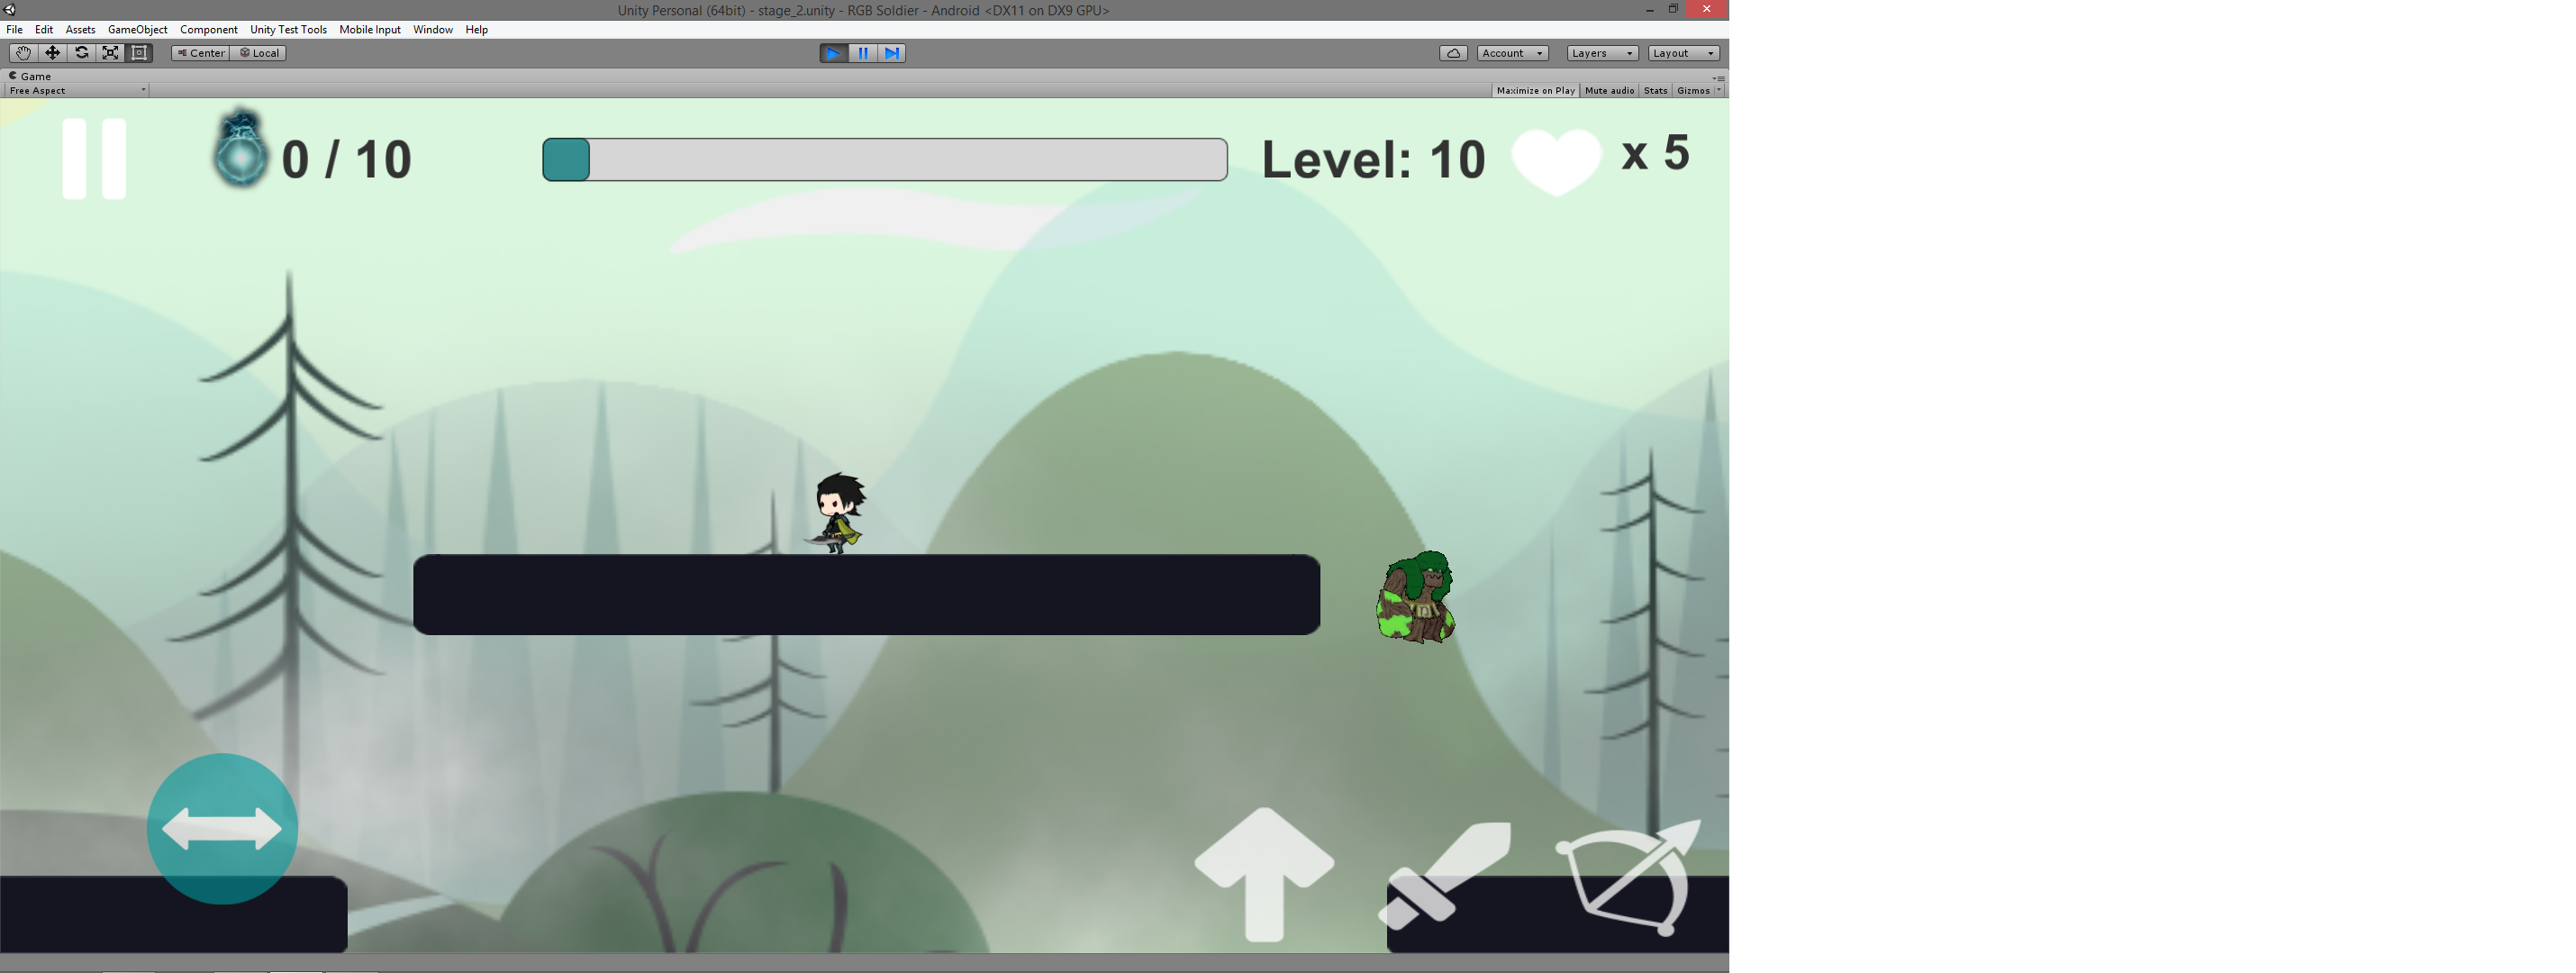 Unity Personal (64bit) - stage_2.unity - RGB Soldier - Android <DX11 on DX9 GPU>
File Edit Assets GameObject Component Unity Test Tools Mobile Input Window Help
Center Local Account Layers Layout
Game
Free Aspect Maximize on Play Mute audio Stats Gizmos
0 / 10 Level: 10 x 5